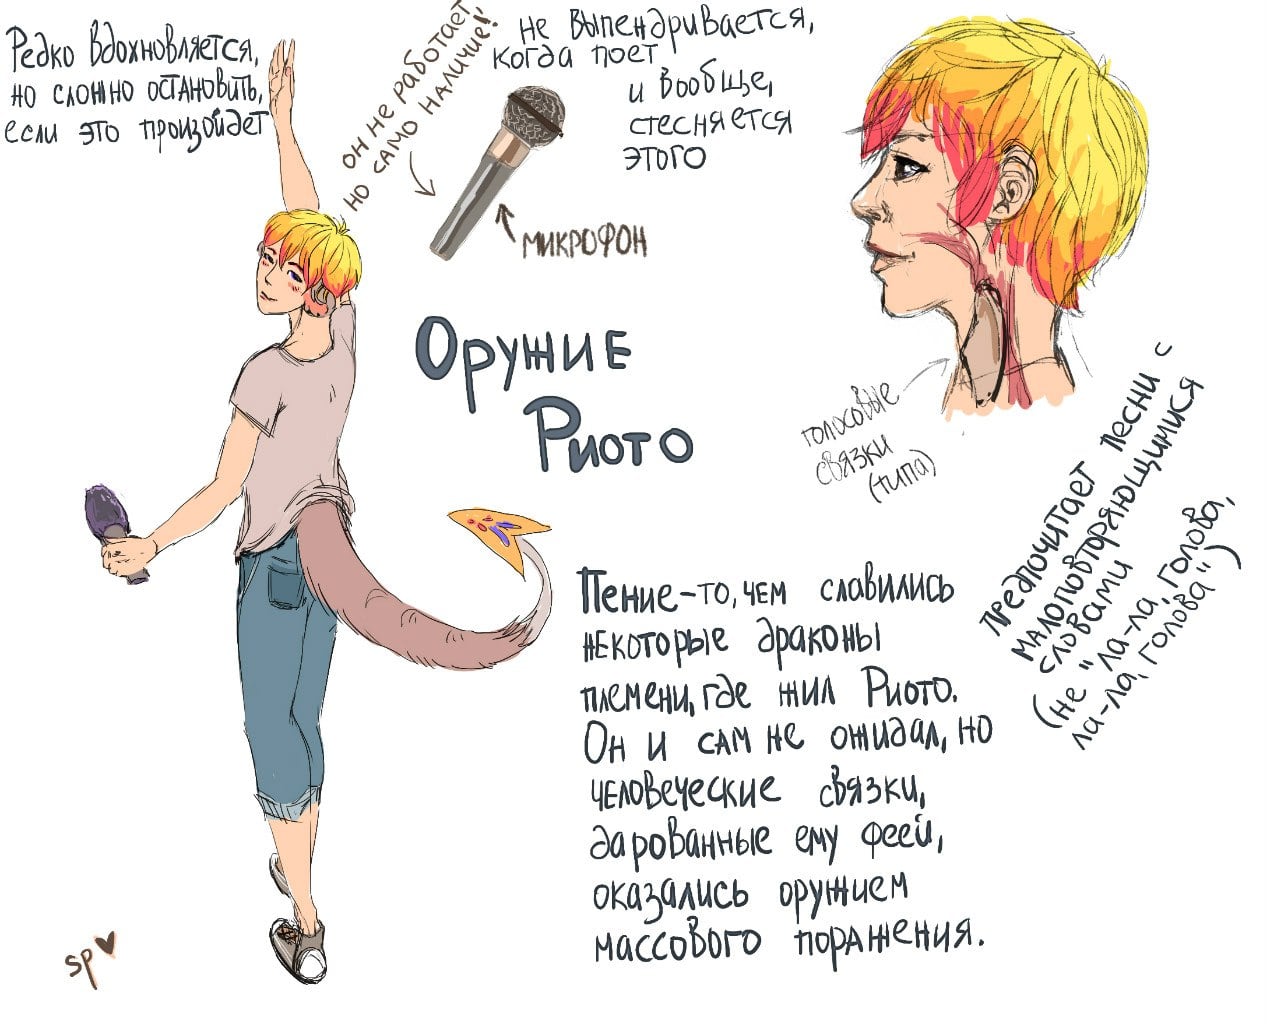 Редко вдохновляется,
но сложно остановить,
если это произойдет
он не работает,
но само наличие!!
не выпендривается,
когда поет
и вообще,
стесняется
этого
микрофон
Оружие
Риото
голосовые
связки
(типа)
предпочитает песни с
малоповторяющимися
словами
(не "ла-ла, голова,
ла-ла, голова")
Пение-то, чем славились
некоторые драконы
племени, где жил Риото.
Он и сам не ожидал, но
человеческие связки,
дарованные ему феей,
оказались оружием
массового поражения.
sp